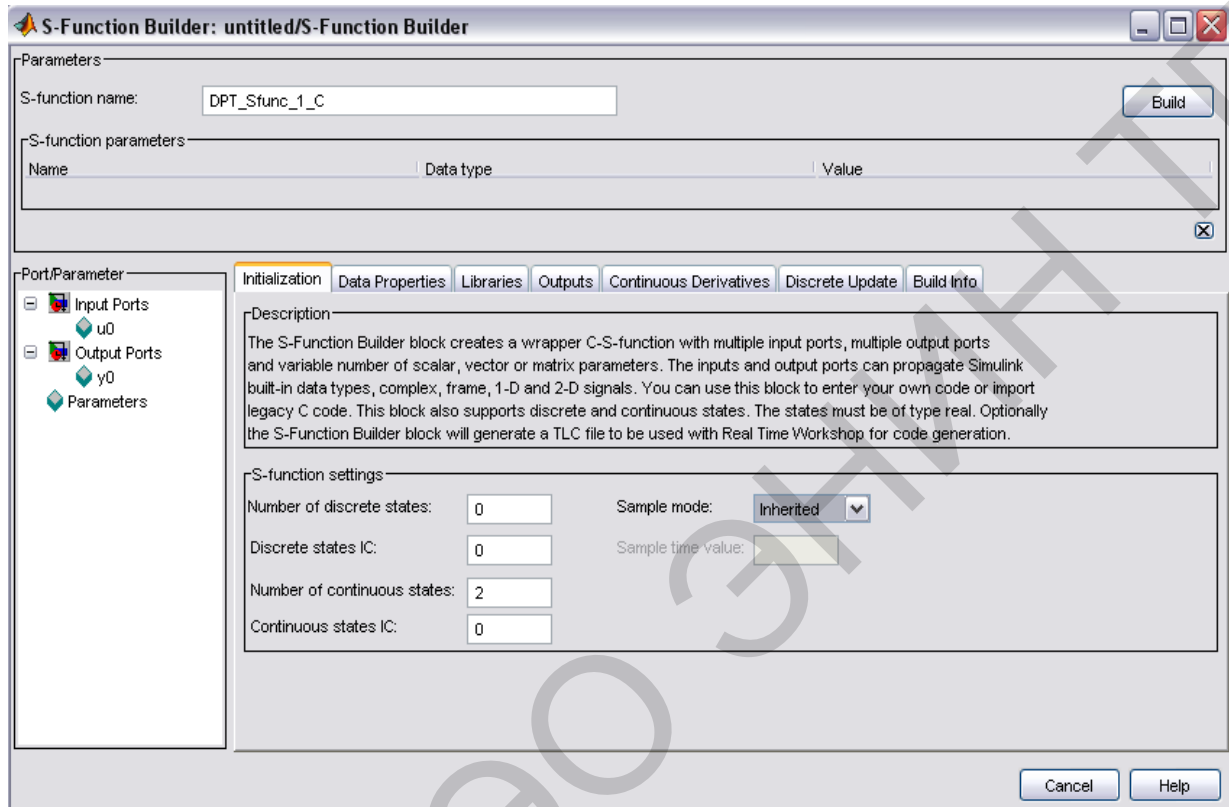 S-Function Builder: untitled/S-Function Builder
Parameters
S-function name: DPT_Sfunc_1_C Build
S-function parameters
Name Data type Value
Port/Parameter
Input Ports
u0
Output Ports
y0
Parameters
Initialization Data Properties Libraries Outputs Continuous Derivatives Discrete Update Build Info
Description
The S-Function Builder block creates a wrapper C-S-function with multiple input ports, multiple output ports
and variable number of scalar, vector or matrix parameters. The inputs and output ports can propagate Simulink
built-in data types, complex, frame, 1-D and 2-D signals. You can use this block to enter your own code or import
legacy C code. This block also supports discrete and continuous states. The states must be of type real. Optionally
the S-Function Builder block will generate a TLC file to be used with Real Time Workshop for code generation.
S-function settings
Number of discrete states: 0 Sample mode: Inherited
Discrete states IC: 0 Sample time value:
Number of continuous states: 2
Continuous states IC: 0
Cancel Help
ЭНИН